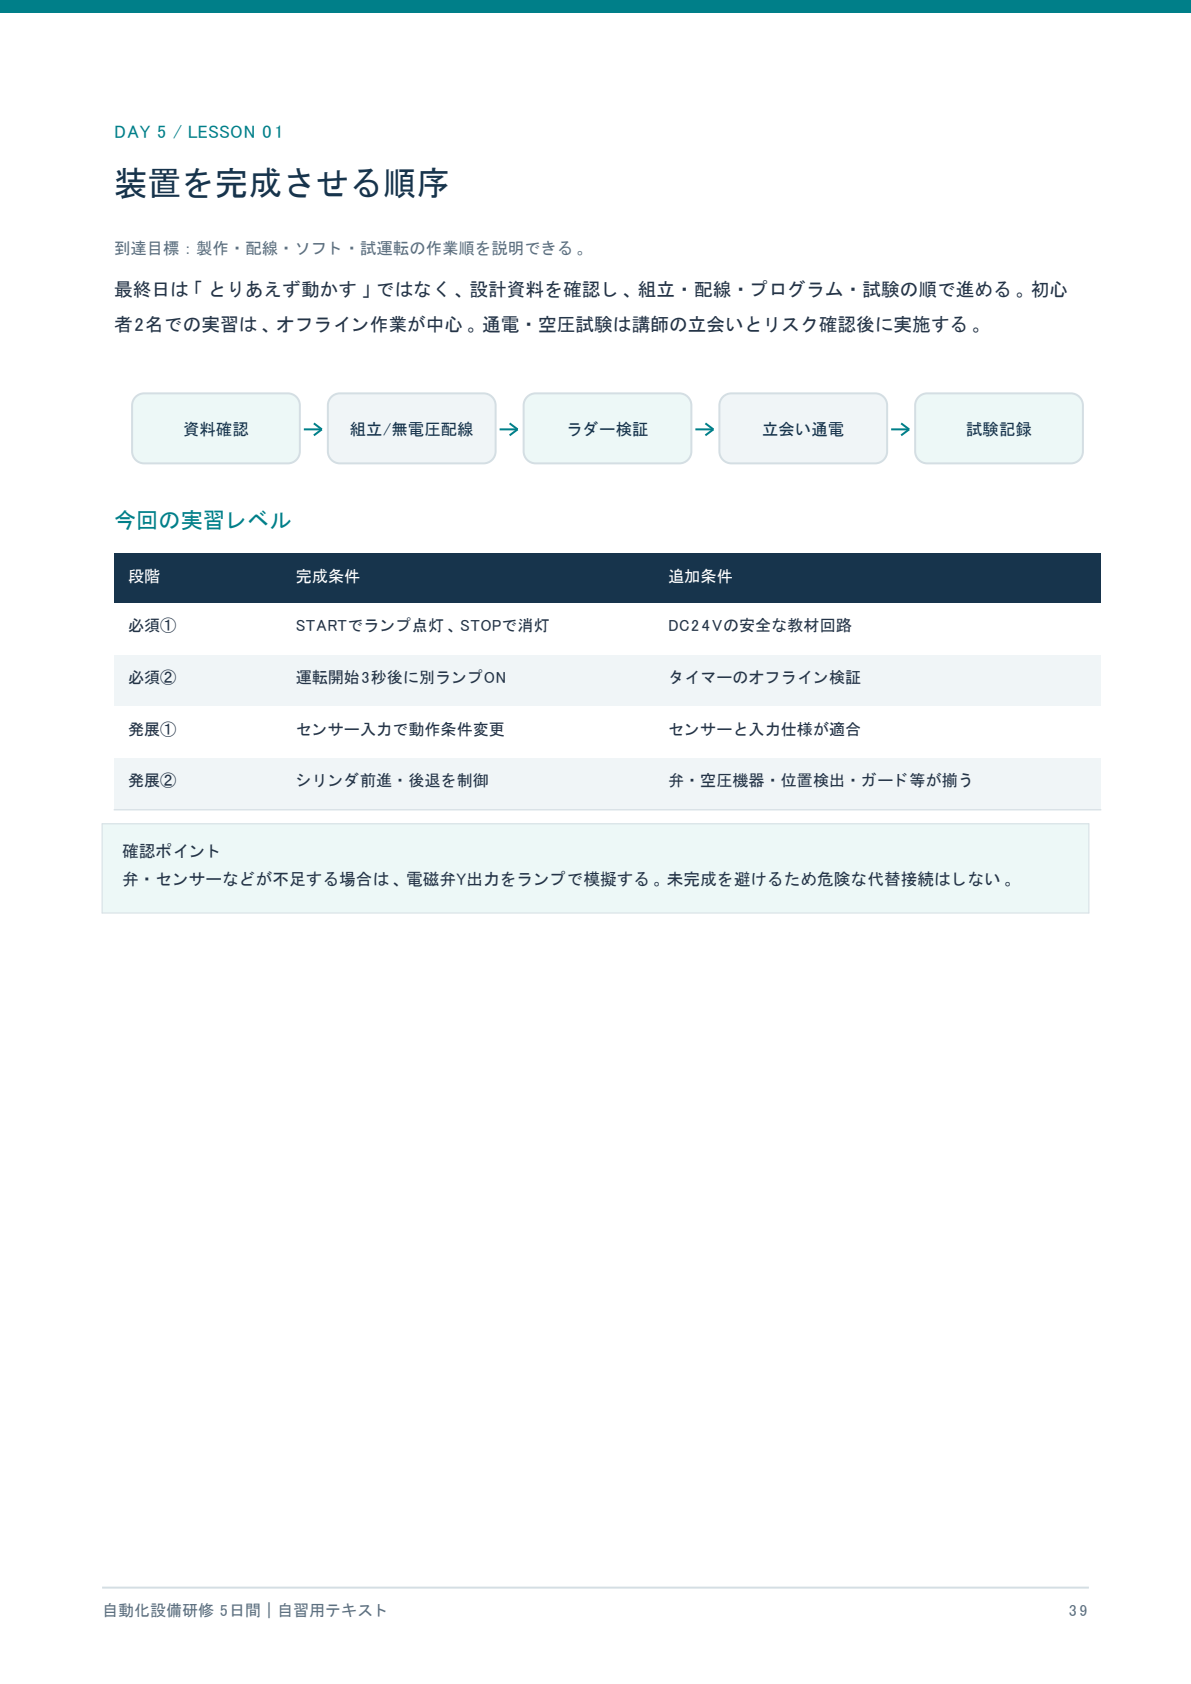 DAY 5 / LESSON 01
装置を完成させる順序
到達目標：製作・配線・ソフト・試運転の作業順を説明できる。
最終日は「とりあえず動かす」ではなく、設計資料を確認し、組立・配線・プログラム・試験の順で進める。初心
者2名での実習は、オフライン作業が中心。通電・空圧試験は講師の立会いとリスク確認後に実施する。
資料確認 → 組立/無電圧配線 → ラダー検証 → 立会い通電 → 試験記録
今回の実習レベル
段階 完成条件 追加条件
必須① STARTでランプ点灯、STOPで消灯 DC24Vの安全な教材回路
必須② 運転開始3秒後に別ランプON タイマーのオフライン検証
発展① センサー入力で動作条件変更 センサーと入力仕様が適合
発展② シリンダ前進・後退を制御 弁・空圧機器・位置検出・ガード等が揃う
確認ポイント
弁・センサーなどが不足する場合は、電磁弁Y出力をランプで模擬する。未完成を避けるため危険な代替接続はしない。
自動化設備研修 5日間｜自習用テキスト 39